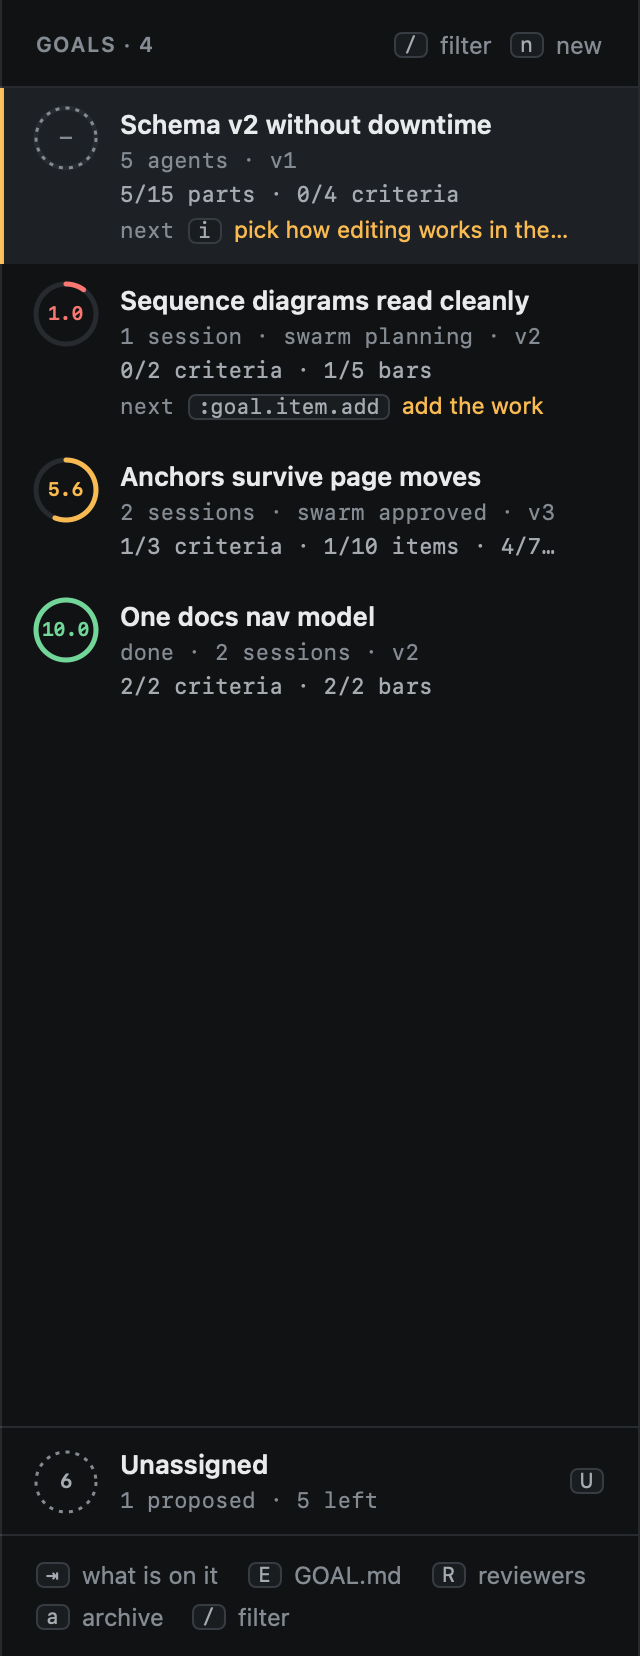 GOALS · 4 / filter n new
– Schema v2 without downtime
5 agents · v1
5/15 parts · 0/4 criteria
next i pick how editing works in the…
1.0 Sequence diagrams read cleanly
1 session · swarm planning · v2
0/2 criteria · 1/5 bars
next :goal.item.add add the work
5.6 Anchors survive page moves
2 sessions · swarm approved · v3
1/3 criteria · 1/10 items · 4/7…
10.0 One docs nav model
done · 2 sessions · v2
2/2 criteria · 2/2 bars
6 Unassigned U
1 proposed · 5 left
⇥ what is on it E GOAL.md R reviewers
a archive / filter